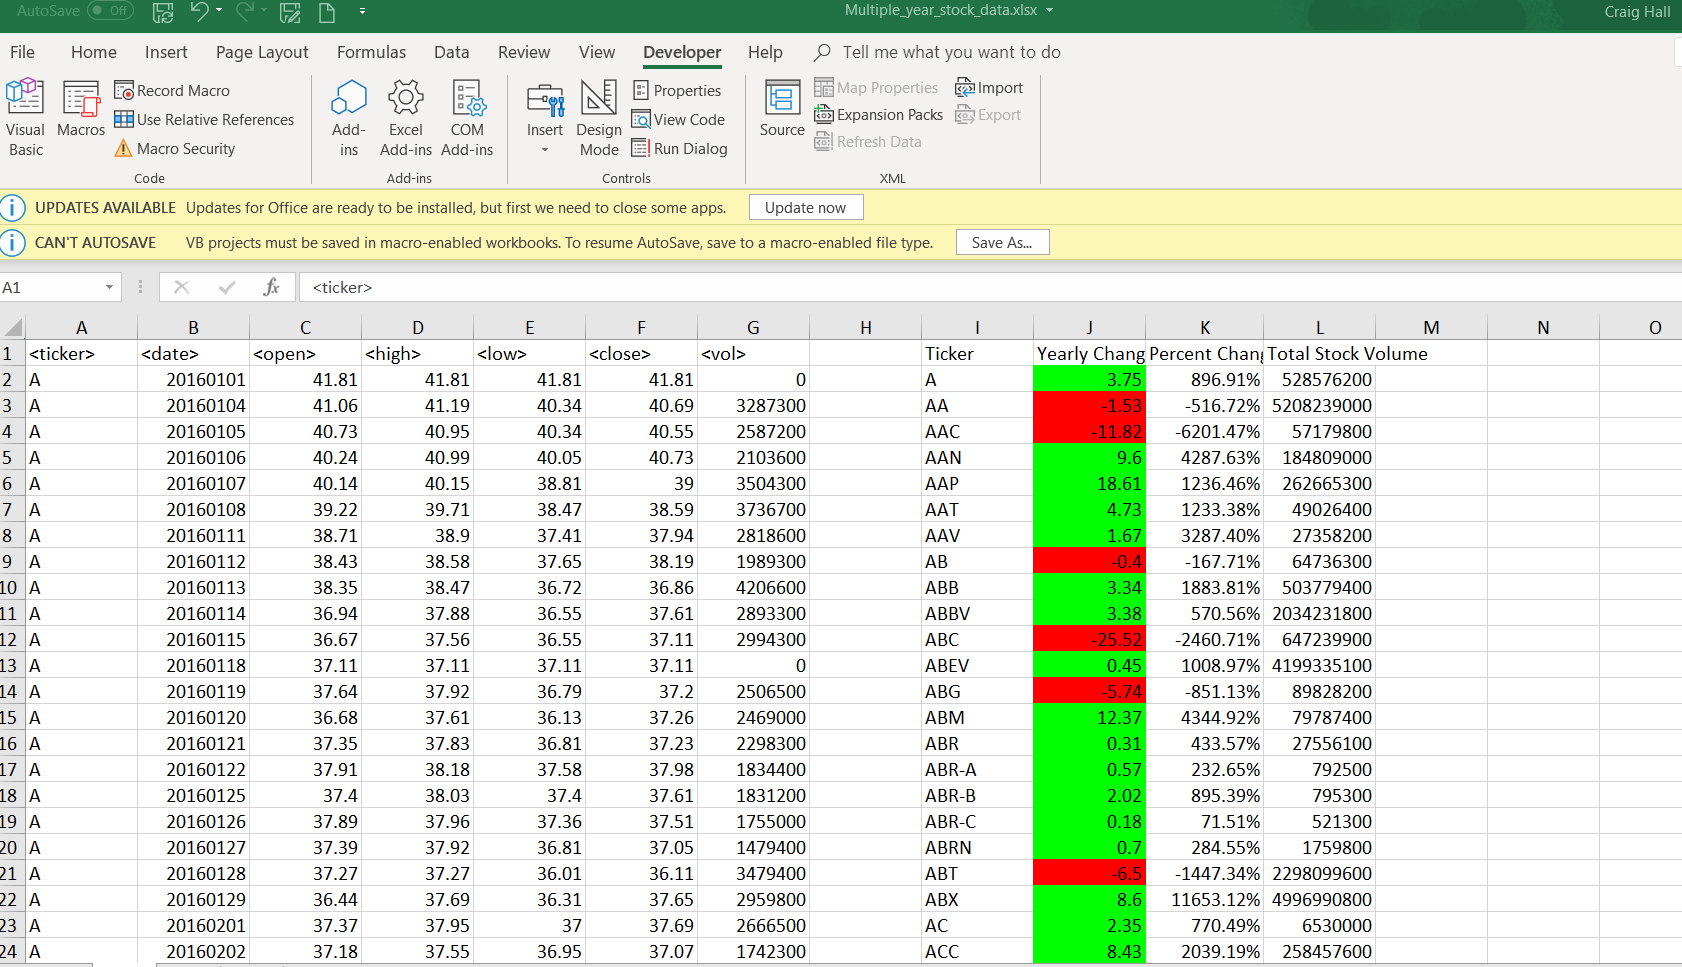 AutoSave Off Multiple_year_stock_data.xlsx Craig Hall
File Home Insert Page Layout Formulas Data Review View Developer Help Tell me what you want to do
Visual Basic
Macros
Record Macro
Use Relative References
Macro Security
Code
Add-ins
Excel Add-ins
COM Add-ins
Add-ins
Insert
Design Mode
Properties
View Code
Run Dialog
Controls
Source
Map Properties
Expansion Packs
Refresh Data
Import
Export
XML
UPDATES AVAILABLE Updates for Office are ready to be installed, but first we need to close some apps. Update now
CAN'T AUTOSAVE VB projects must be saved in macro-enabled workbooks. To resume AutoSave, save to a macro-enabled file type. Save As...
A1 fx <ticker>
A B C D E F G H I J K L M N O
1 <ticker> <date> <open> <high> <low> <close> <vol> Ticker Yearly Chang Percent Chang Total Stock Volume
2 A 20160101 41.81 41.81 41.81 41.81 0 A 3.75 896.91% 528576200
3 A 20160104 41.06 41.19 40.34 40.69 3287300 AA -1.53 -516.72% 5208239000
4 A 20160105 40.73 40.95 40.34 40.55 2587200 AAC -11.82 -6201.47% 57179800
5 A 20160106 40.24 40.99 40.05 40.73 2103600 AAN 9.6 4287.63% 184809000
6 A 20160107 40.14 40.15 38.81 39 3504300 AAP 18.61 1236.46% 262665300
7 A 20160108 39.22 39.71 38.47 38.59 3736700 AAT 4.73 1233.38% 49026400
8 A 20160111 38.71 38.9 37.41 37.94 2818600 AAV 1.67 3287.40% 27358200
9 A 20160112 38.43 38.58 37.65 38.19 1989300 AB -0.4 -167.71% 64736300
10 A 20160113 38.35 38.47 36.72 36.86 4206600 ABB 3.34 1883.81% 503779400
11 A 20160114 36.94 37.88 36.55 37.61 2893300 ABBV 3.38 570.56% 2034231800
12 A 20160115 36.67 37.56 36.55 37.11 2994300 ABC -25.52 -2460.71% 647239900
13 A 20160118 37.11 37.11 37.11 37.11 0 ABEV 0.45 1008.97% 4199335100
14 A 20160119 37.64 37.92 36.79 37.2 2506500 ABG -5.74 -851.13% 89828200
15 A 20160120 36.68 37.61 36.13 37.26 2469000 ABM 12.37 4344.92% 79787400
16 A 20160121 37.35 37.83 36.81 37.23 2298300 ABR 0.31 433.57% 27556100
17 A 20160122 37.91 38.18 37.58 37.98 1834400 ABR-A 0.57 232.65% 792500
18 A 20160125 37.4 38.03 37.4 37.61 1831200 ABR-B 2.02 895.39% 795300
19 A 20160126 37.89 37.96 37.36 37.51 1755000 ABR-C 0.18 71.51% 521300
20 A 20160127 37.39 37.92 36.81 37.05 1479400 ABRN 0.7 284.55% 1759800
21 A 20160128 37.27 37.27 36.01 36.11 3479400 ABT -6.5 -1447.34% 2298099600
22 A 20160129 36.44 37.69 36.31 37.65 2959800 ABX 8.6 11653.12% 4996990800
23 A 20160201 37.37 37.95 37 37.69 2666500 AC 2.35 770.49% 6530000
24 A 20160202 37.18 37.55 36.95 37.07 1742300 ACC 8.43 2039.19% 258457600